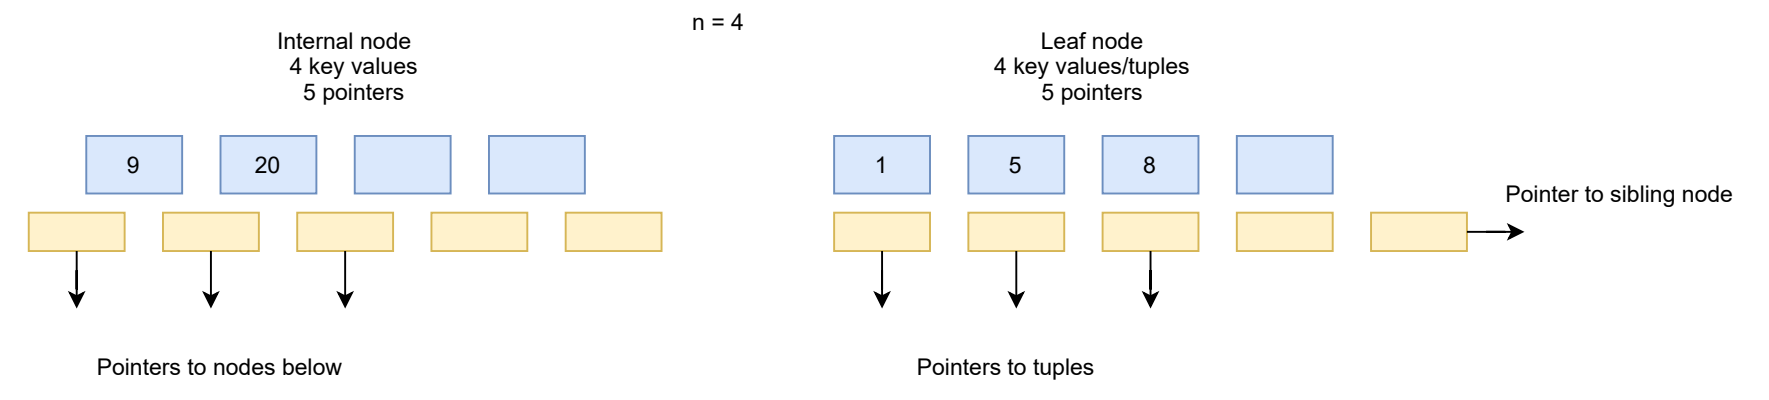 n = 4
Internal node
4 key values
5 pointers
Leaf node
4 key values/tuples
5 pointers
9
20
1
5
8
Pointer to sibling node
Pointers to nodes below
Pointers to tuples